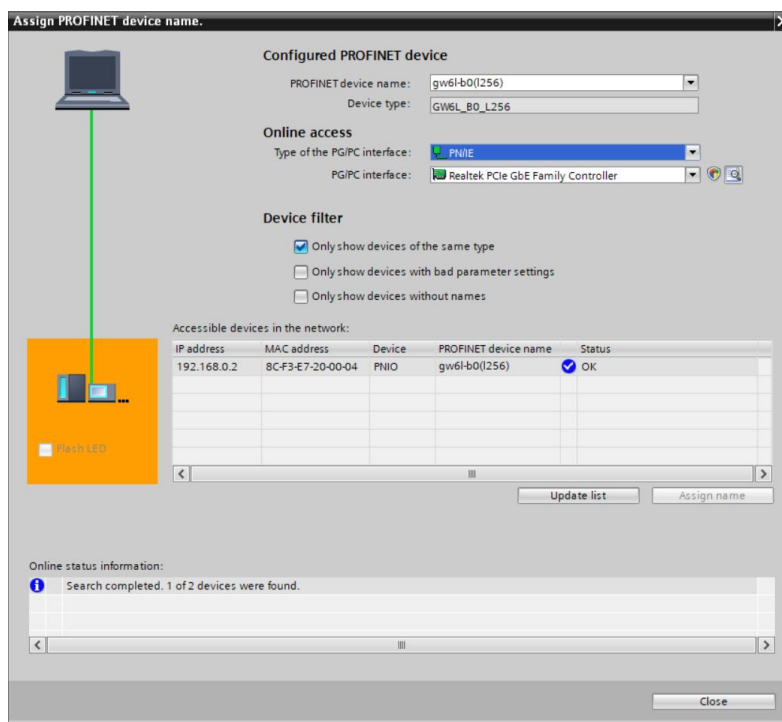 Assign PROFINET device name.
Configured PROFINET device
PROFINET device name: gw6l-b0(l256)
Device type: GW6L_B0_L256
Online access
Type of the PG/PC interface: PN/IE
PG/PC interface: Realtek PCIe GbE Family Controller
Device filter
Only show devices of the same type
Only show devices with bad parameter settings
Only show devices without names
Accessible devices in the network:
IP address MAC address Device PROFINET device name Status
192.168.0.2 8C-F3-E7-20-00-04 PNIO gw6l-b0(l256) OK
Flash LED
Update list Assign name
Online status information:
Search completed. 1 of 2 devices were found.
Close